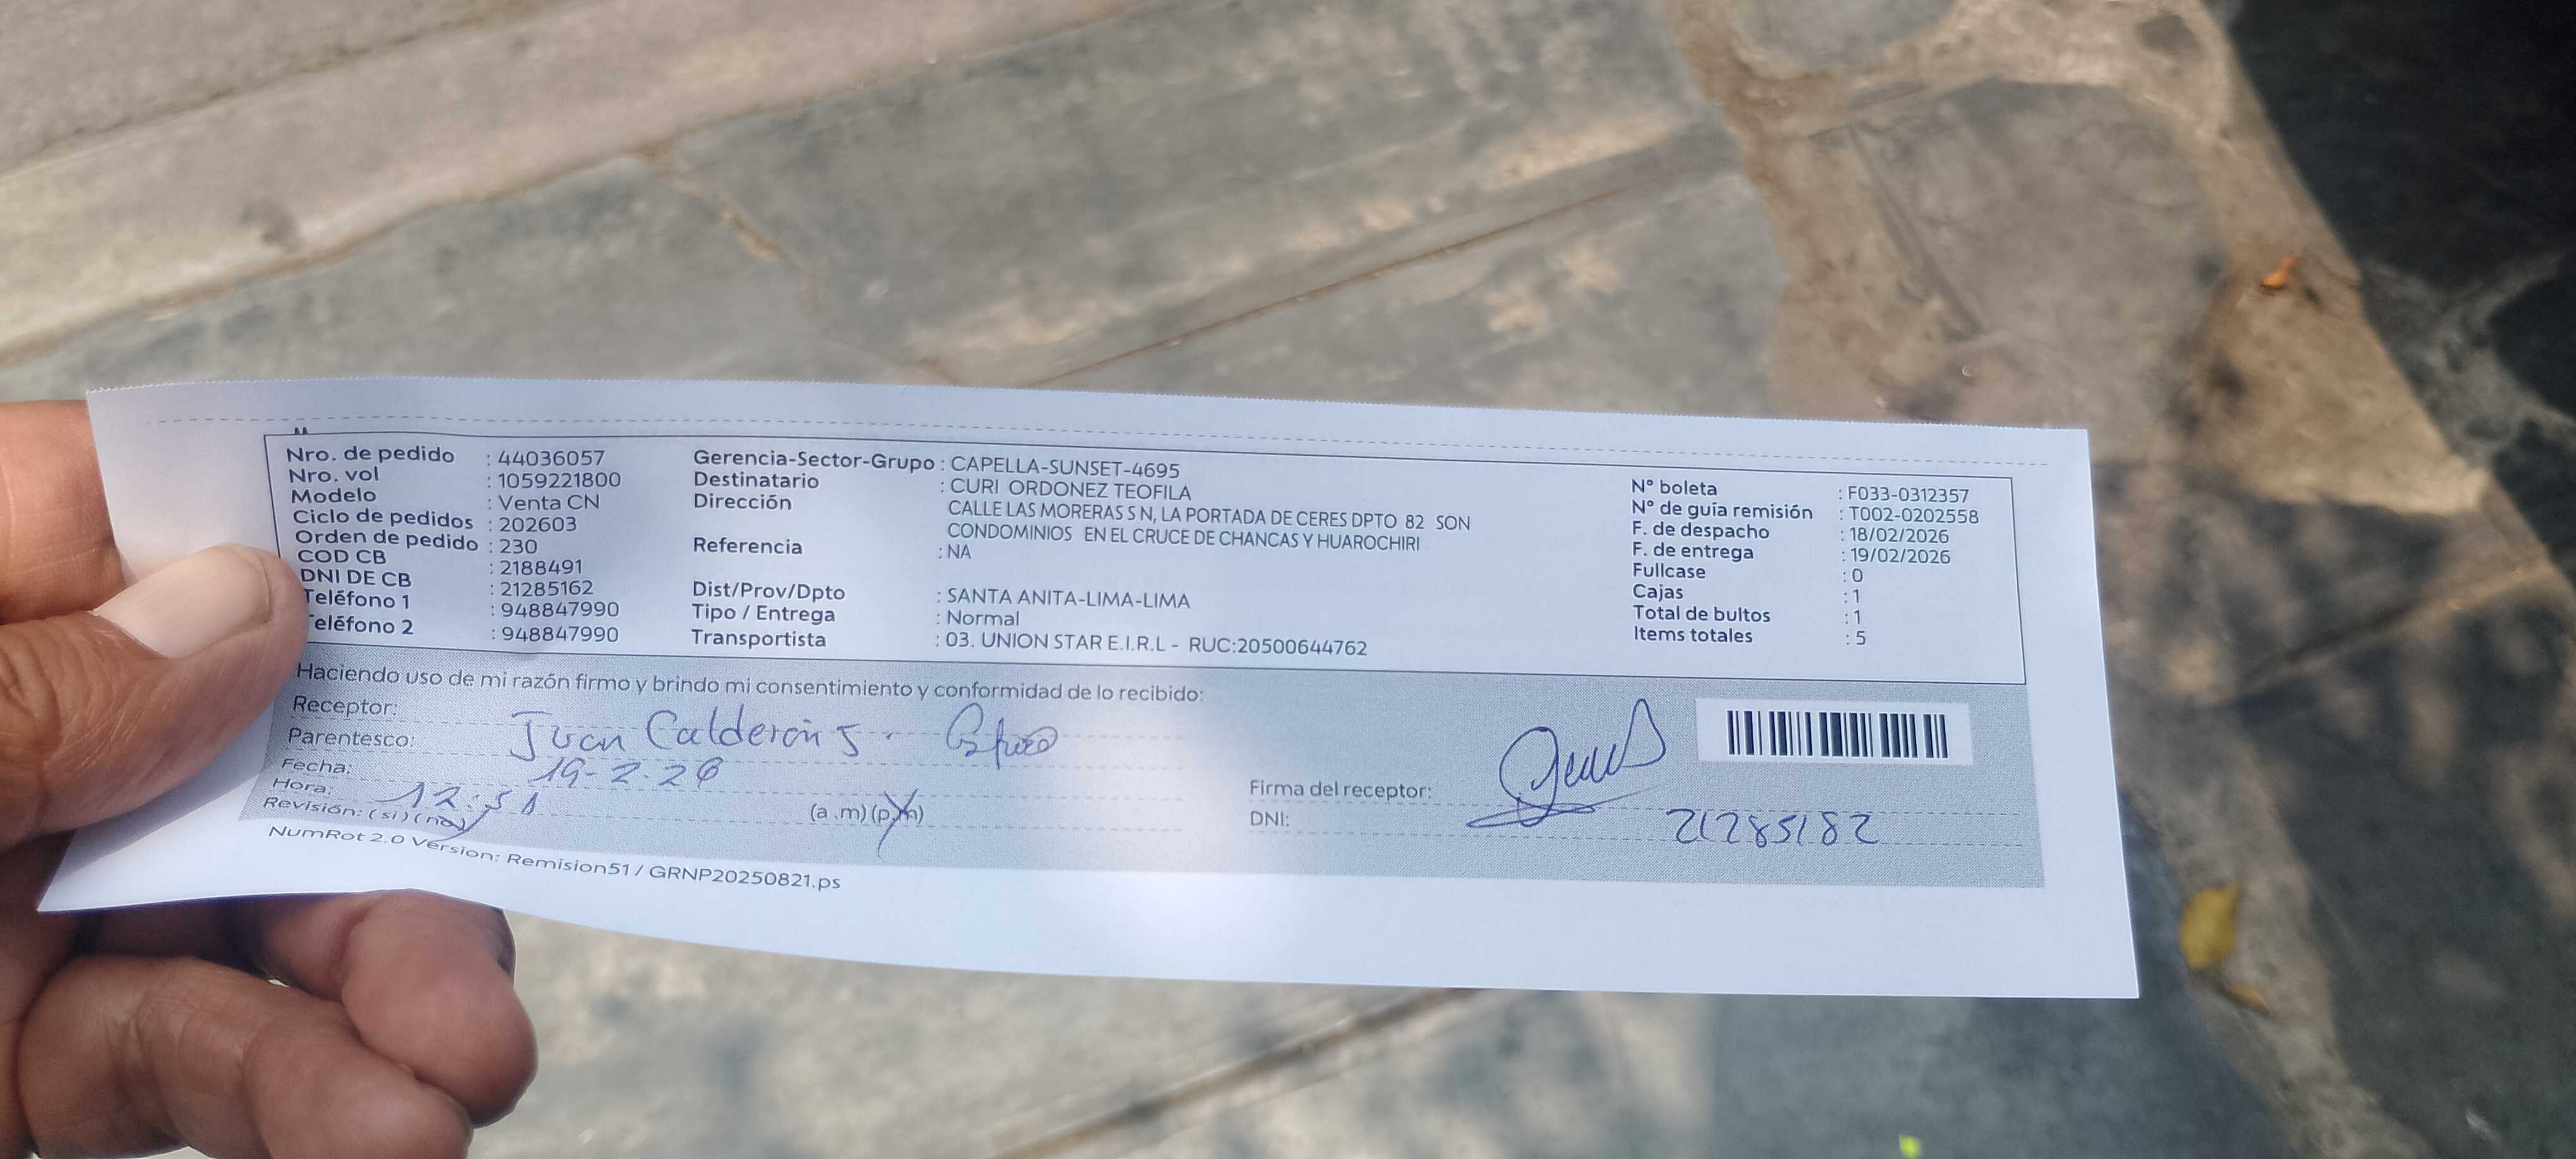 Nro. de pedido : 44036057
Nro. vol : 1059221800
Modelo : Venta CN
Ciclo de pedidos : 202603
Orden de pedido : 230
COD CB : 2188491
DNI DE CB : 21285162
Teléfono 1 : 948847990
eléfono 2 : 948847990
Gerencia-Sector-Grupo : CAPELLA-SUNSET-4695
Destinatario : CURI ORDONEZ TEOFILA
Dirección CALLE LAS MORERAS S N, LA PORTADA DE CERES DPTO 82 SON
CONDOMINIOS EN EL CRUCE DE CHANCAS Y HUAROCHIRI
Referencia : NA
Dist/Prov/Dpto : SANTA ANITA-LIMA-LIMA
Tipo / Entrega : Normal
Transportista : 03. UNION STAR E.I.R.L - RUC:20500644762
N° boleta : F033-0312357
N° de guía remisión : T002-0202558
F. de despacho : 18/02/2026
F. de entrega : 19/02/2026
Fullcase : 0
Cajas : 1
Total de bultos : 1
Items totales : 5
Haciendo uso de mi razón firmo y brindo mi consentimiento y conformidad de lo recibido:
Receptor: Juan Calderón S.
Parentesco:
Fecha: 19-2-26
Hora: 12:51 (a .m) (p.m)
Revisión: (si) (no)
Firma del receptor:
DNI: 21285182
NumRot 2.0 Version: Remision51 / GRNP20250821.ps